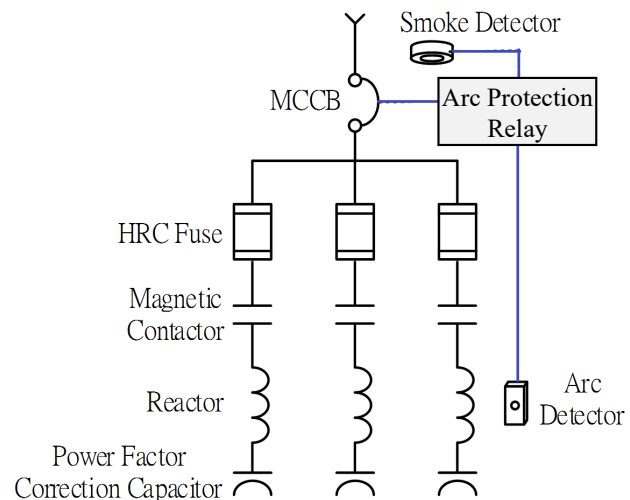 Smoke Detector
MCCB
Arc Protection
Relay
HRC Fuse
Magnetic
Contactor
Reactor
Arc
Detector
Power Factor
Correction Capacitor